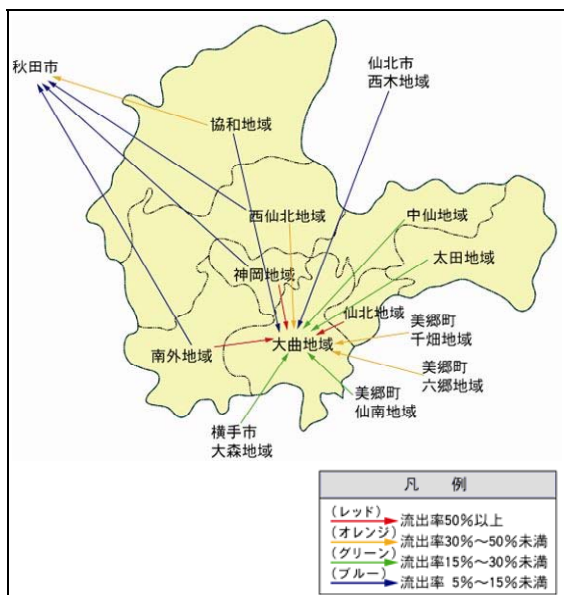 秋田市
仙北市
西木地域
協和地域
西仙北地域
中仙地域
神岡地域
太田地域
仙北地域
美郷町
千畑地域
南外地域
大曲地域
美郷町
六郷地域
美郷町
仙南地域
横手市
大森地域
凡 例
(レッド)
流出率50%以上
(オレンジ)
流出率30%~50%未満
(グリーン)
流出率15%~30%未満
(ブルー)
流出率 5%~15%未満